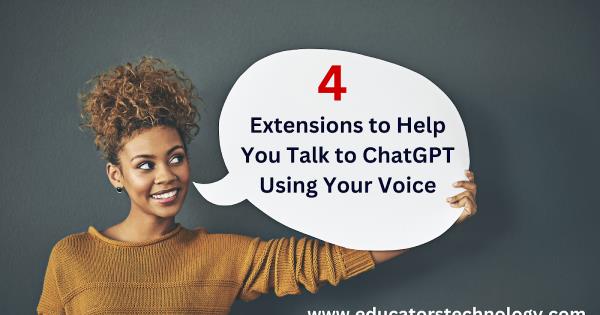 4
Extensions to Help
You Talk to ChatGPT
Using Your Voice
www.educatorstechnology.com